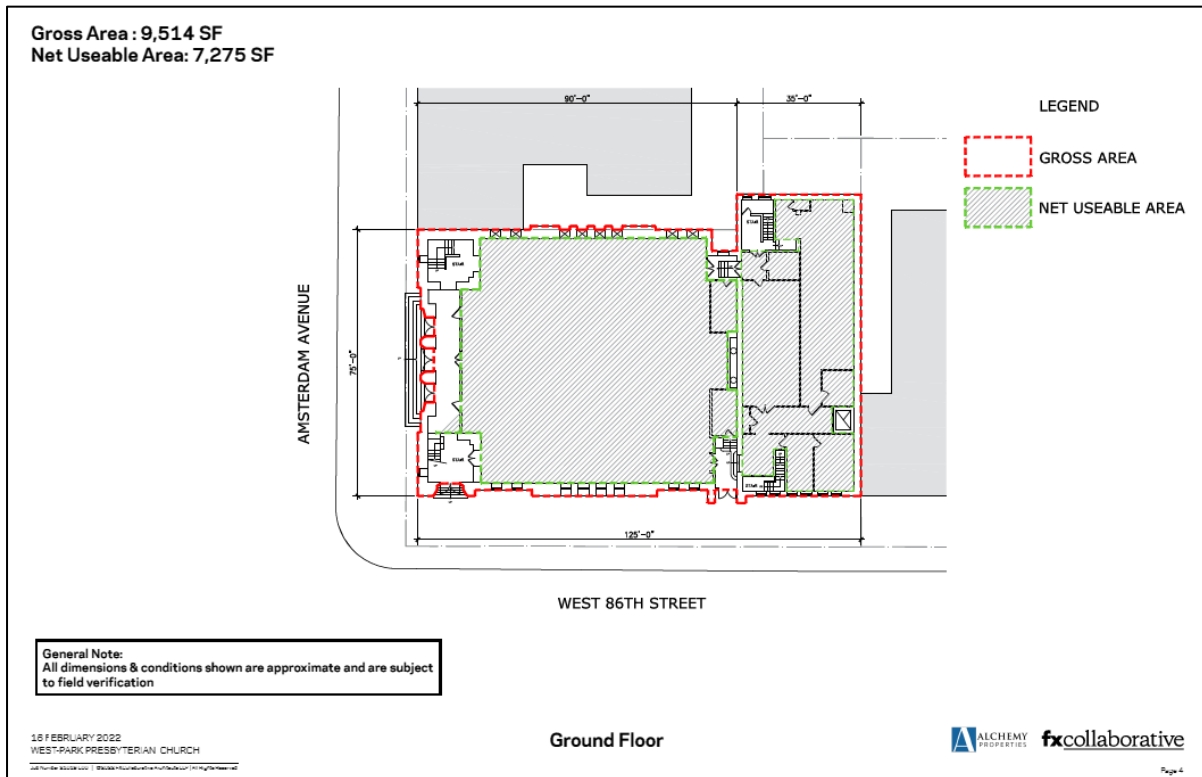 Gross Area : 9,514 SF
Net Useable Area: 7,275 SF
90'-0"
35'-0"
LEGEND
GROSS AREA
NET USEABLE AREA
STAIR
STAIR
AMSTERDAM AVENUE
75'-0"
STAIR
STAIR
125'-0"
WEST 86TH STREET
General Note:
All dimensions & conditions shown are approximate and are subject
to field verification
16 FEBRUARY 2022
WEST-PARK PRESBYTERIAN CHURCH
Ground Floor
ALCHEMY
PROPERTIES
fxcollaborative
Page 4